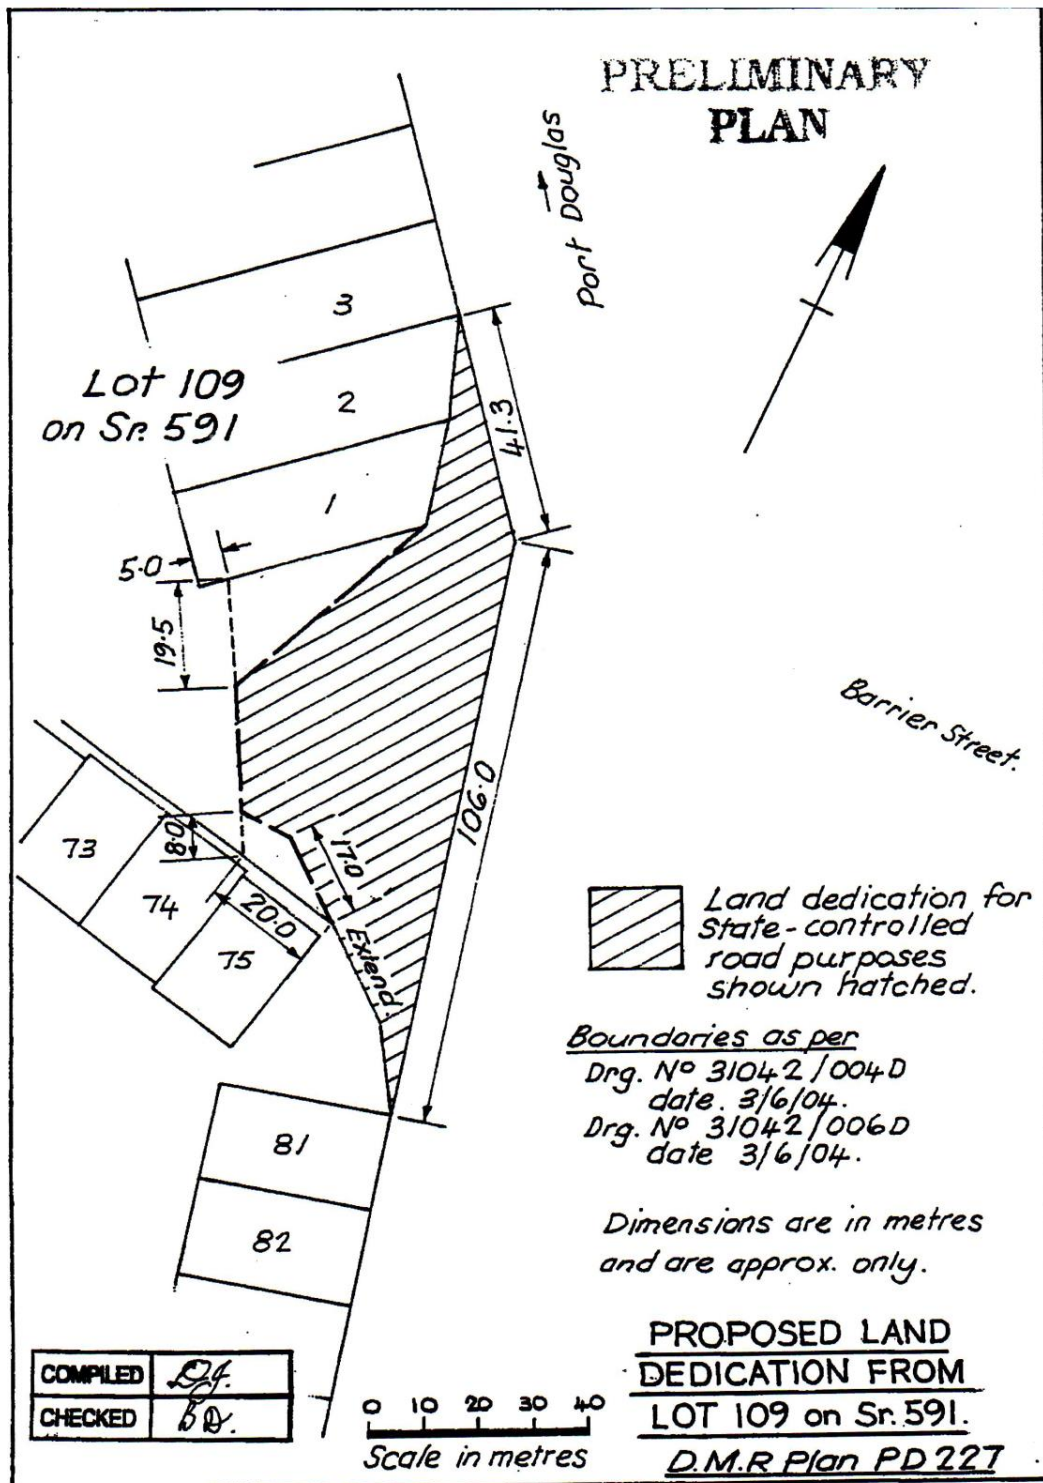 PRELIMINARY
PLAN
Port Douglas
3
Lot 109
on Sr. 591
2
41.3
1
5.0
19.5
Barrier Street.
106.0
73
8.0
17.0
74
20.0
75
Extend.
Land dedication for
State-controlled
road purposes
shown hatched.
Boundaries as per
Drg. Nº 31042/004D
date. 3/6/04.
Drg. Nº 31042/006D
date 3/6/04.
81
82
Dimensions are in metres
and are approx. only.
PROPOSED LAND
DEDICATION FROM
LOT 109 on Sr. 591.
D.M.R Plan PD 227
COMPILED
CHECKED
0 10 20 30 40
Scale in metres